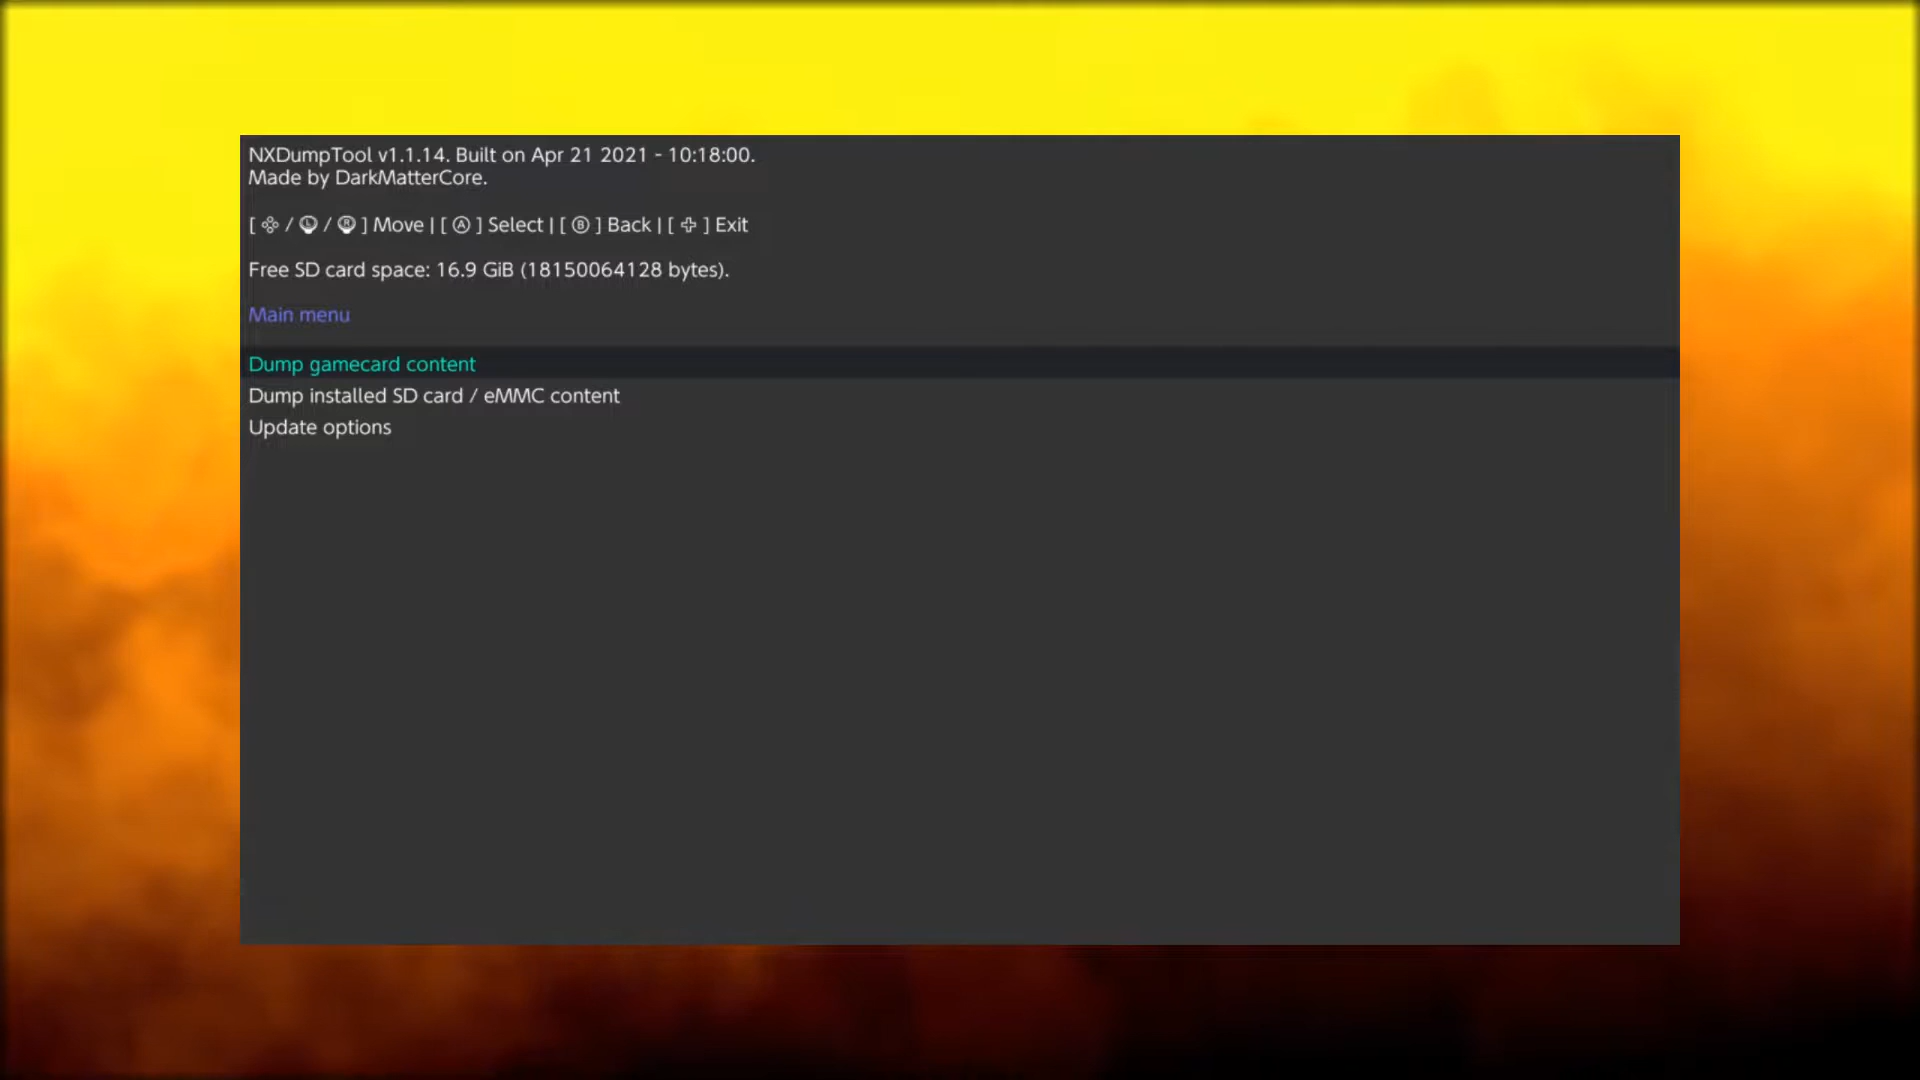 NXDumpTool v1.1.14. Built on Apr 21 2021 - 10:18:00.
Made by DarkMatterCore.
[ / L / R ] Move | [ A ] Select | [ B ] Back | [ + ] Exit
Free SD card space: 16.9 GiB (18150064128 bytes).
Main menu
Dump gamecard content
Dump installed SD card / eMMC content
Update options